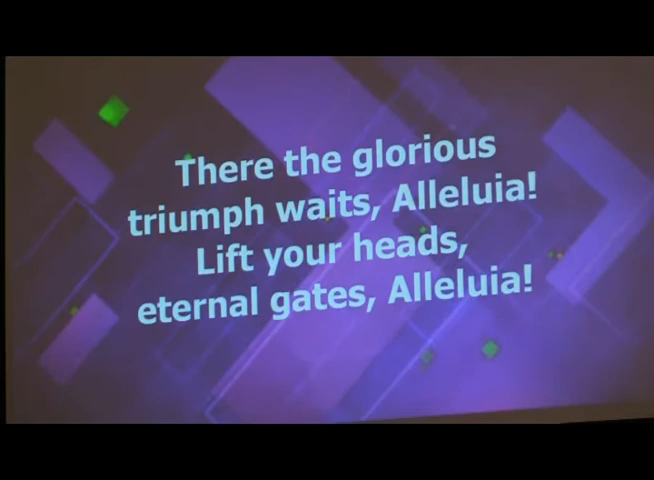 There the glorious
triumph waits, Alleluia!
Lift your heads,
eternal gates, Alleluia!